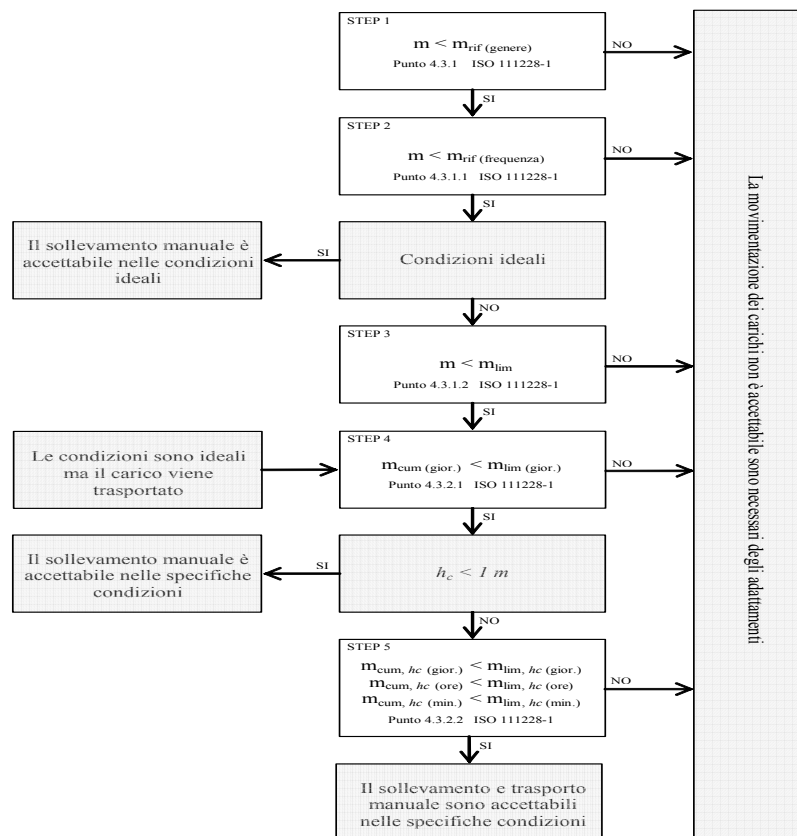 STEP 1
m < mrif (genere)
Punto 4.3.1 ISO 111228-1
NO
SI
STEP 2
m < mrif (frequenza)
Punto 4.3.1.1 ISO 111228-1
NO
SI
Il sollevamento manuale è
accettabile nelle condizioni
ideali
SI
Condizioni ideali
NO
STEP 3
m < mlim
Punto 4.3.1.2 ISO 111228-1
NO
SI
Le condizioni sono ideali
ma il carico viene
trasportato
STEP 4
mcum (gior.) < mlim (gior.)
Punto 4.3.2.1 ISO 111228-1
NO
SI
Il sollevamento manuale è
accettabile nelle specifiche
condizioni
SI
hc < 1 m
NO
STEP 5
mcum, hc (gior.) < mlim, hc (gior.)
mcum, hc (ore) < mlim, hc (ore)
mcum, hc (min.) < mlim, hc (min.)
Punto 4.3.2.2 ISO 111228-1
NO
SI
Il sollevamento e trasporto
manuale sono accettabili
nelle specifiche condizioni
La movimentazione dei carichi non è accettabile sono necessari degli adattamenti